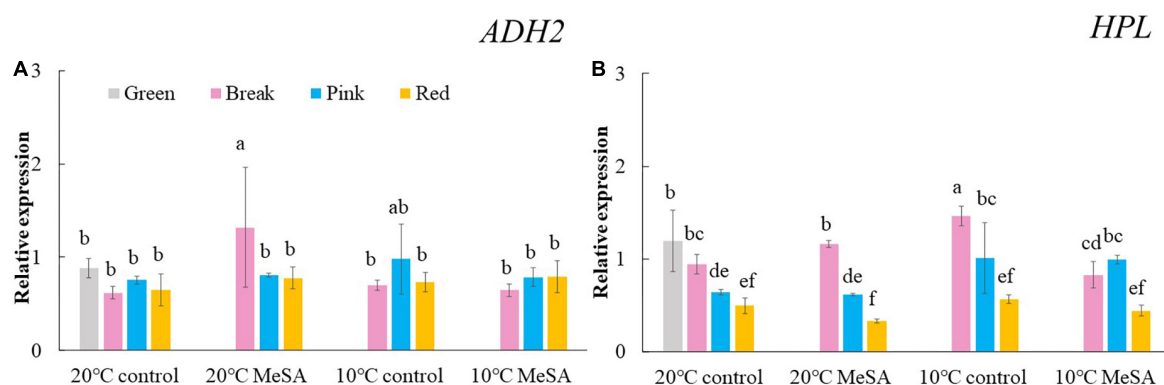 ADH2
HPL
A
B
3
2
1
0
Relative expression
Green Break Pink Red
b b b b
a b b
b ab b
b b b
20°C control 20°C MeSA 10°C control 10°C MeSA
3
2
1
0
Relative expression
b bc de ef
b de f
a bc ef
cd bc ef
20°C control 20°C MeSA 10°C control 10°C MeSA